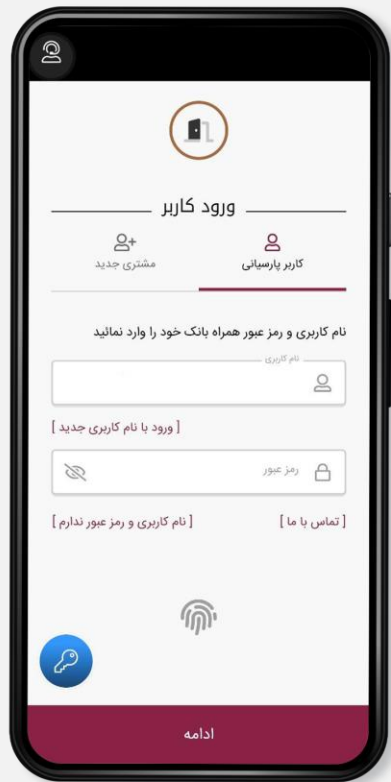 ورود کاربر
کاربر پارسیانی
مشتری جدید
نام کاربری و رمز عبور همراه بانک خود را وارد نمائید
نام کاربری
[ ورود با نام کاربری جدید ]
رمز عبور
[ تماس با ما ]
[ نام کاربری و رمز عبور ندارم ]
ادامه